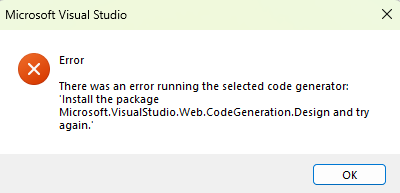 Microsoft Visual Studio
Error
There was an error running the selected code generator:
'Install the package
Microsoft.VisualStudio.Web.CodeGeneration.Design and try
again.'
OK